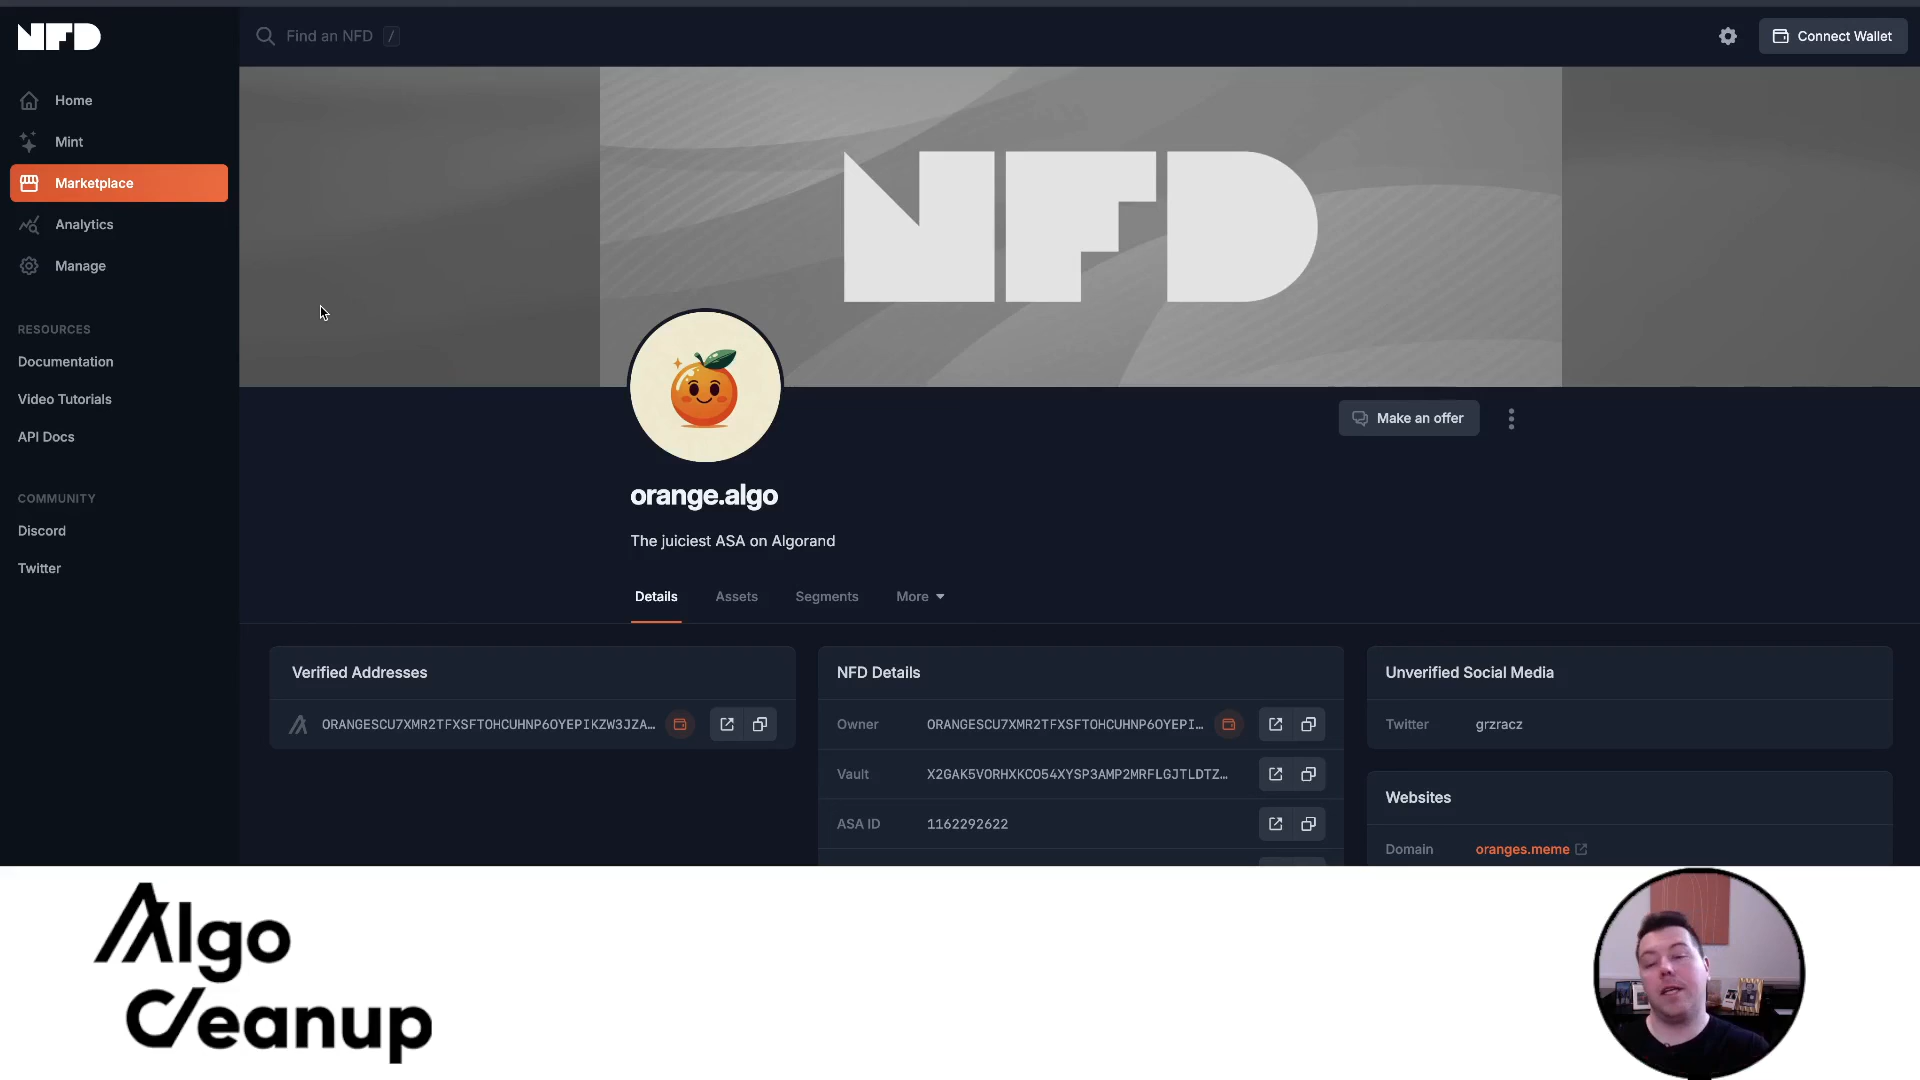 NFD
Find an NFD /
Connect Wallet
Home
Mint
Marketplace
Analytics
Manage
RESOURCES
Documentation
Video Tutorials
API Docs
COMMUNITY
Discord
Twitter
NFD
Make an offer
orange.algo
The juiciest ASA on Algorand
Details
Assets
Segments
More
Verified Addresses
ORANGESCU7XMR2TFXSFTOHCUHNP6OYEPIKZW3JZA…
NFD Details
Owner ORANGESCU7XMR2TFXSFTOHCUHNP6OYEPI…
Vault X2GAK5VORHXKCO54XYSP3AMP2MRFLGJTLDTZ…
ASA ID 1162292622
Unverified Social Media
Twitter grzracz
Websites
Domain oranges.meme
Algo
Cleanup